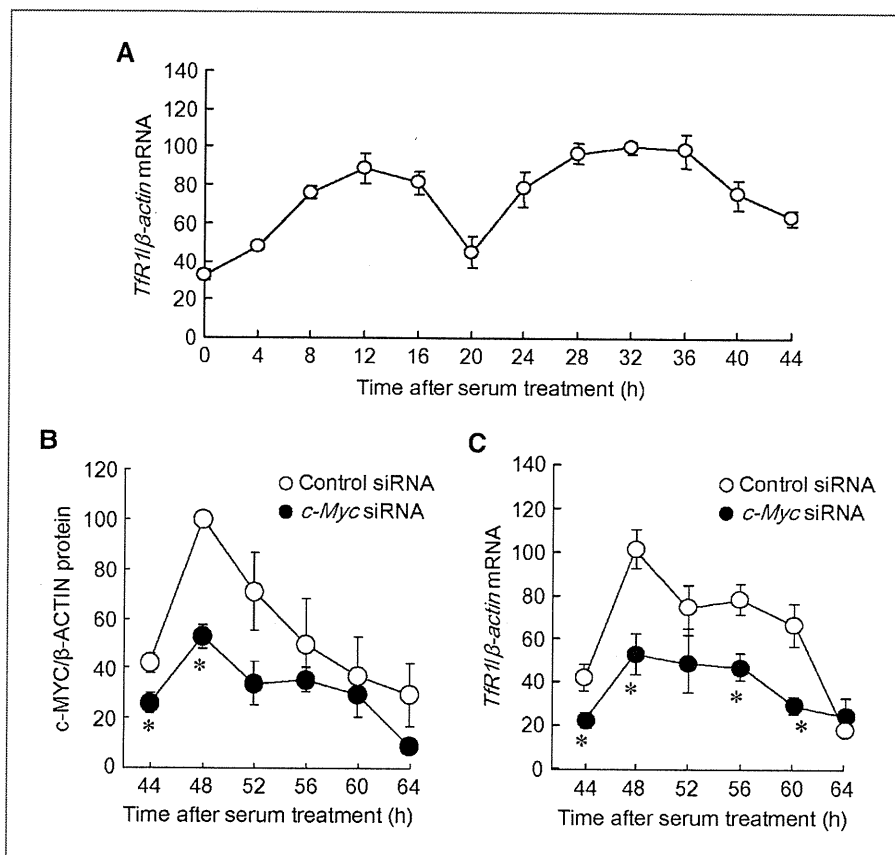 A
140
120
100
80
60
40
20
0
TfR1/β-actin mRNA
0 4 8 12 16 20 24 28 32 36 40 44
Time after serum treatment (h)
B
120
100
80
60
40
20
0
c-MYC/β-ACTIN protein
Control siRNA
c-Myc siRNA
*
*
44 48 52 56 60 64
Time after serum treatment (h)
C
140
120
100
80
60
40
20
0
TfR1/β-actin mRNA
Control siRNA
c-Myc siRNA
*
*
*
*
44 48 52 56 60 64
Time after serum treatment (h)